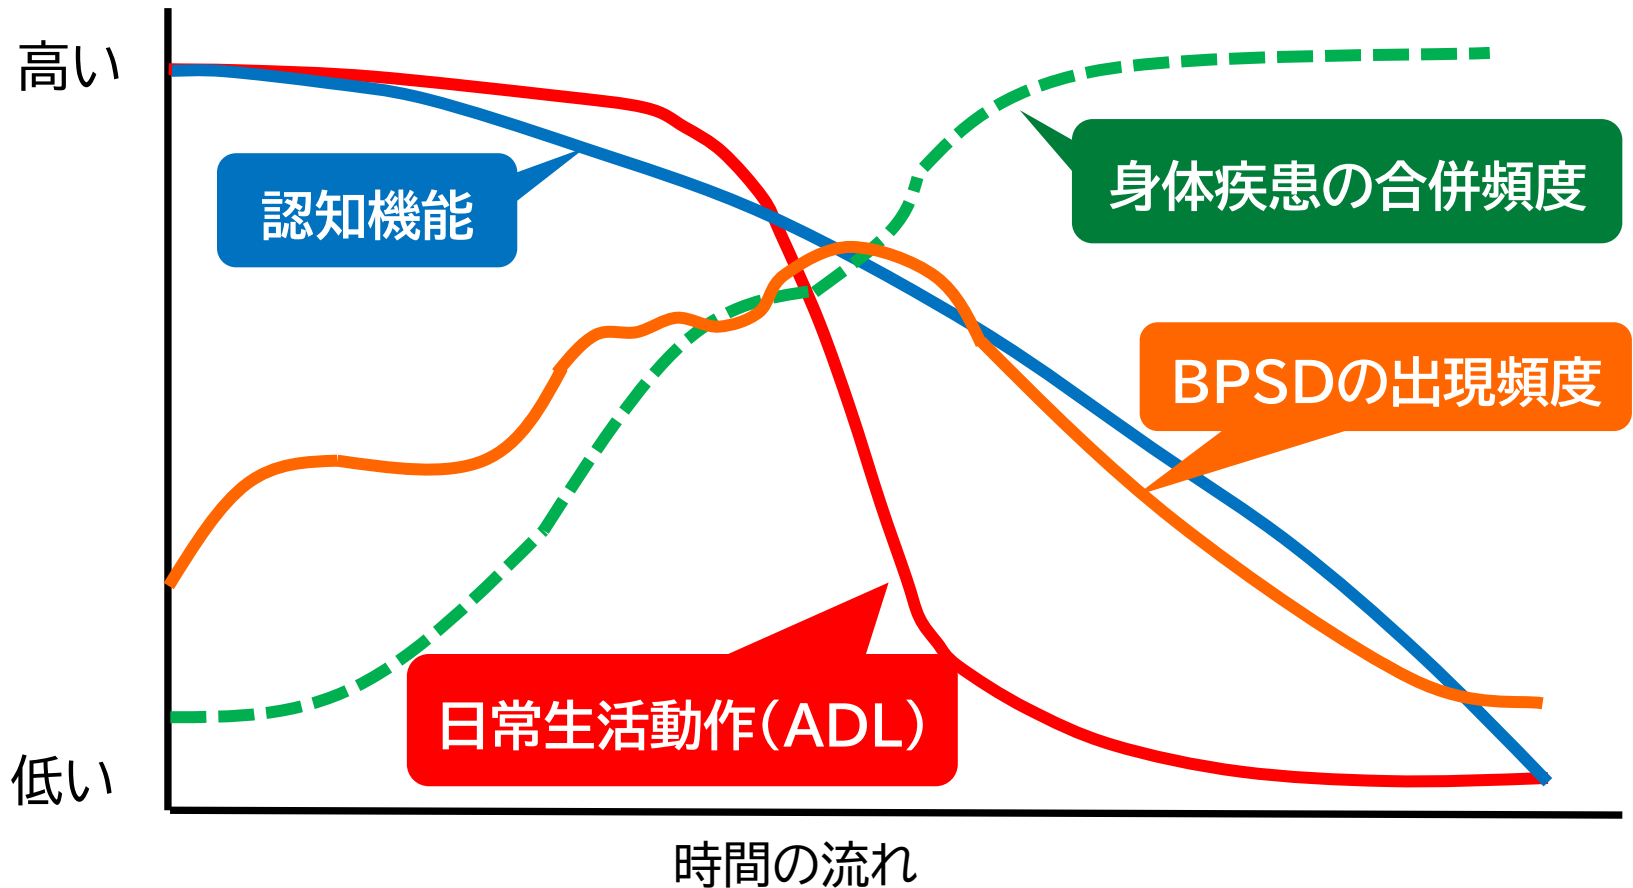 高い
認知機能
身体疾患の合併頻度
BPSDの出現頻度
日常生活動作（ADL）
低い
時間の流れ